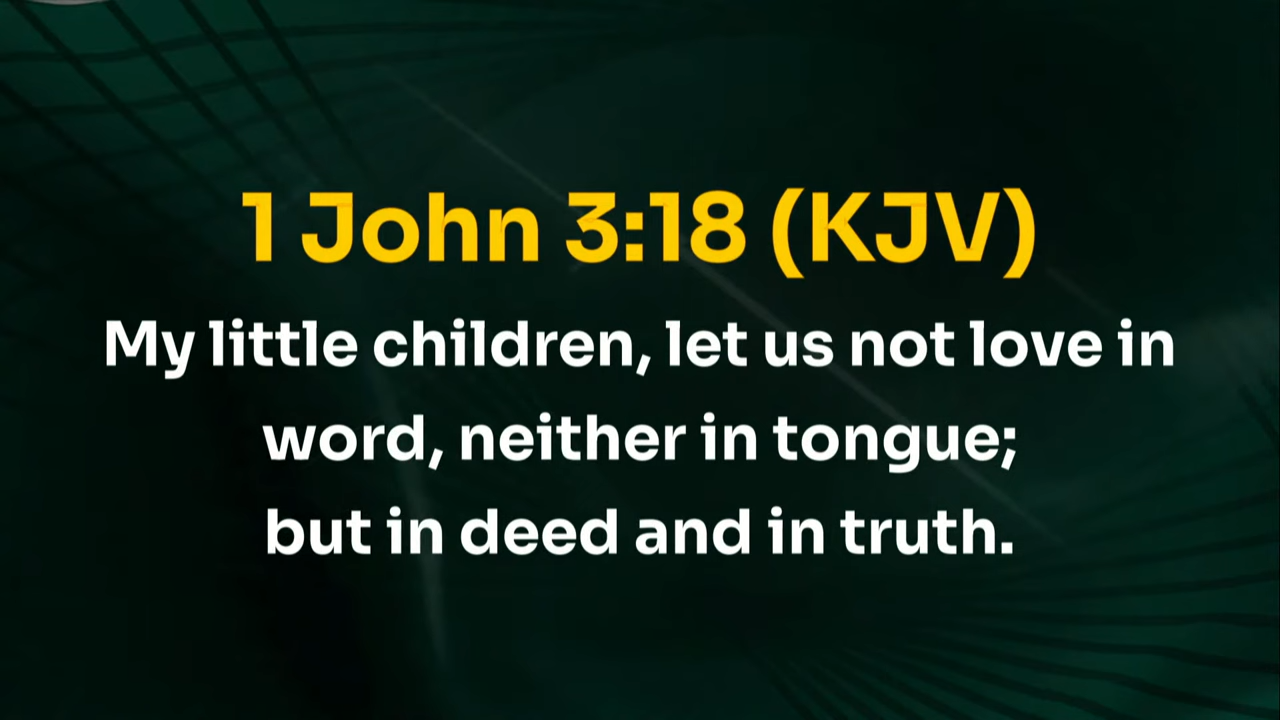 1 John 3:18 (KJV)
My little children, let us not love in
word, neither in tongue;
but in deed and in truth.